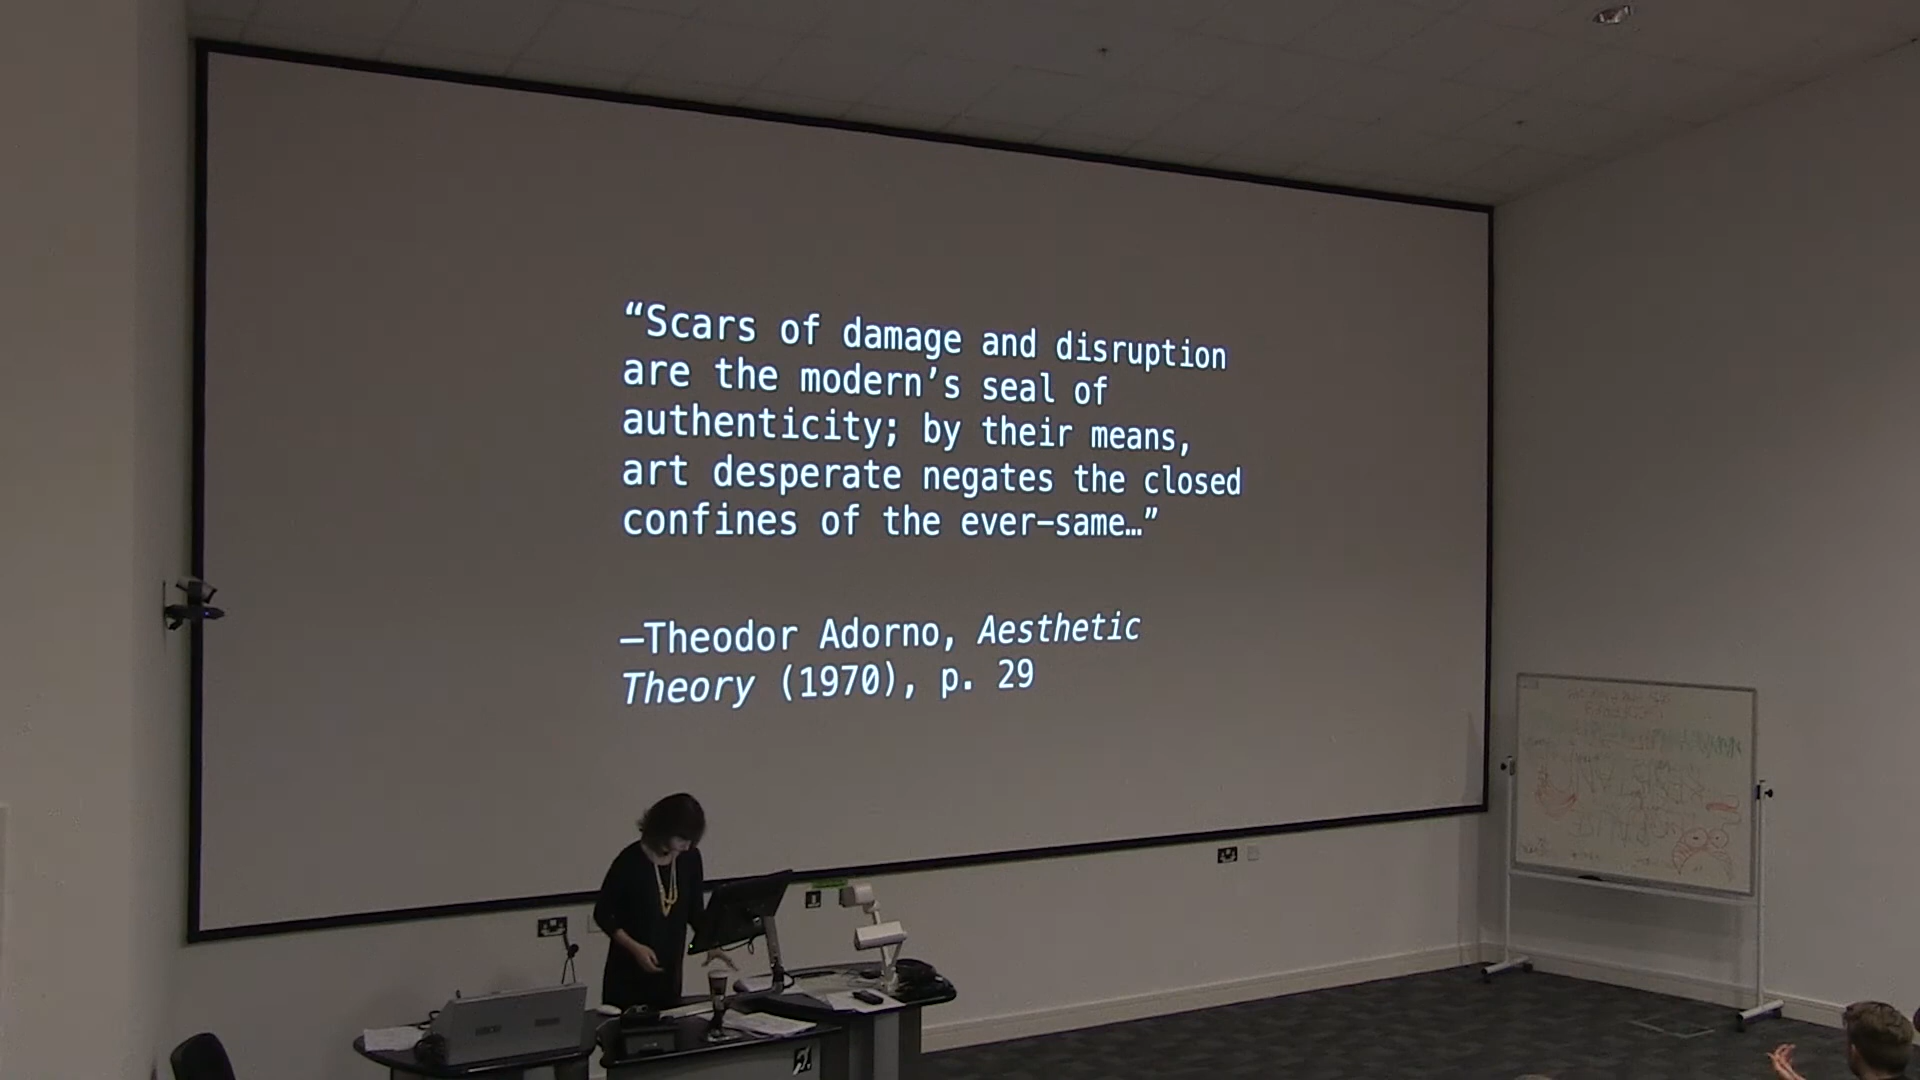 “Scars of damage and disruption
are the modern’s seal of
authenticity; by their means,
art desperate negates the closed
confines of the ever–same…”
—Theodor Adorno, Aesthetic
Theory (1970), p. 29